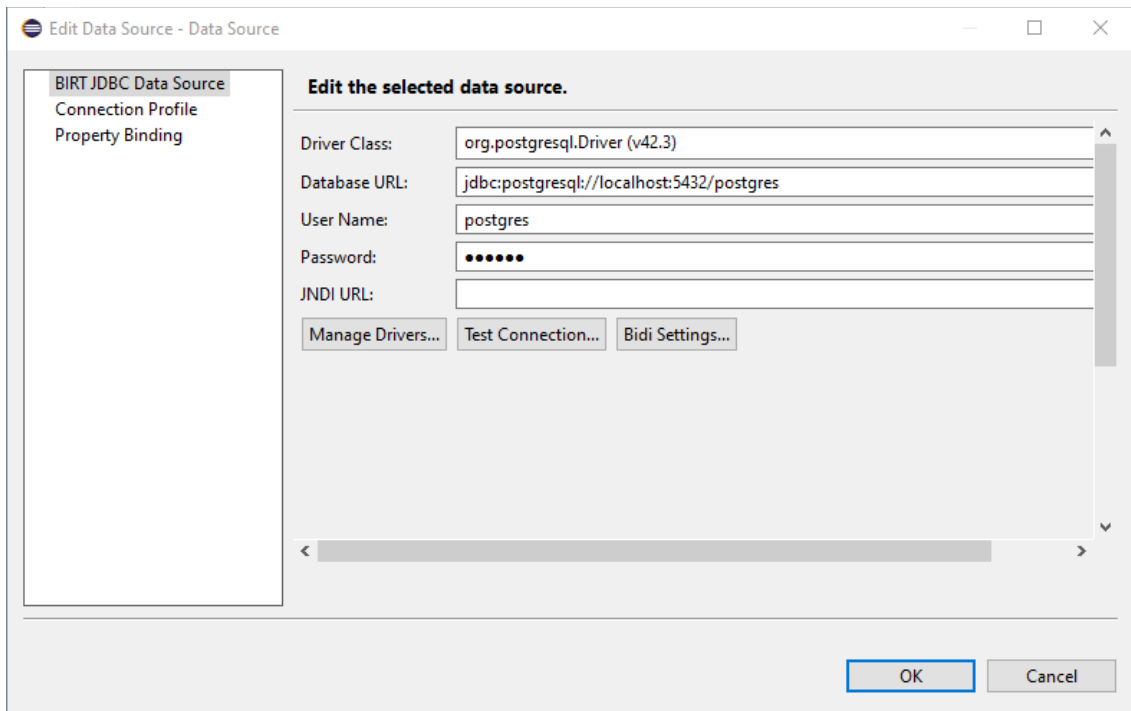 Edit Data Source - Data Source
BIRT JDBC Data Source
Connection Profile
Property Binding
Edit the selected data source.
Driver Class: org.postgresql.Driver (v42.3)
Database URL: jdbc:postgresql://localhost:5432/postgres
User Name: postgres
Password: ●●●●●●
JNDI URL:
Manage Drivers... Test Connection... Bidi Settings...
OK Cancel